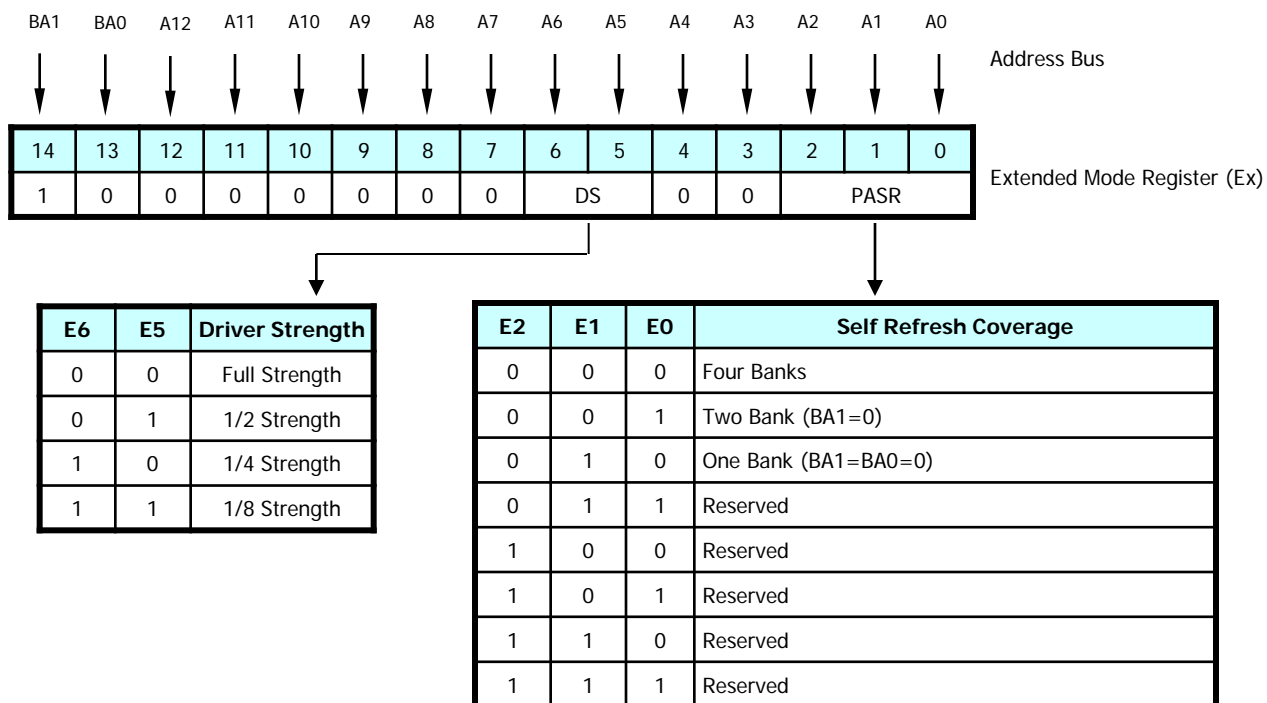 BA1 BA0 A12 A11 A10 A9 A8 A7 A6 A5 A4 A3 A2 A1 A0
Address Bus
14 13 12 11 10 9 8 7 6 5 4 3 2 1 0
1 0 0 0 0 0 0 0 DS 0 0 PASR
Extended Mode Register (Ex)
E6 E5 Driver Strength
0 0 Full Strength
0 1 1/2 Strength
1 0 1/4 Strength
1 1 1/8 Strength
E2 E1 E0 Self Refresh Coverage
0 0 0 Four Banks
0 0 1 Two Bank (BA1=0)
0 1 0 One Bank (BA1=BA0=0)
0 1 1 Reserved
1 0 0 Reserved
1 0 1 Reserved
1 1 0 Reserved
1 1 1 Reserved